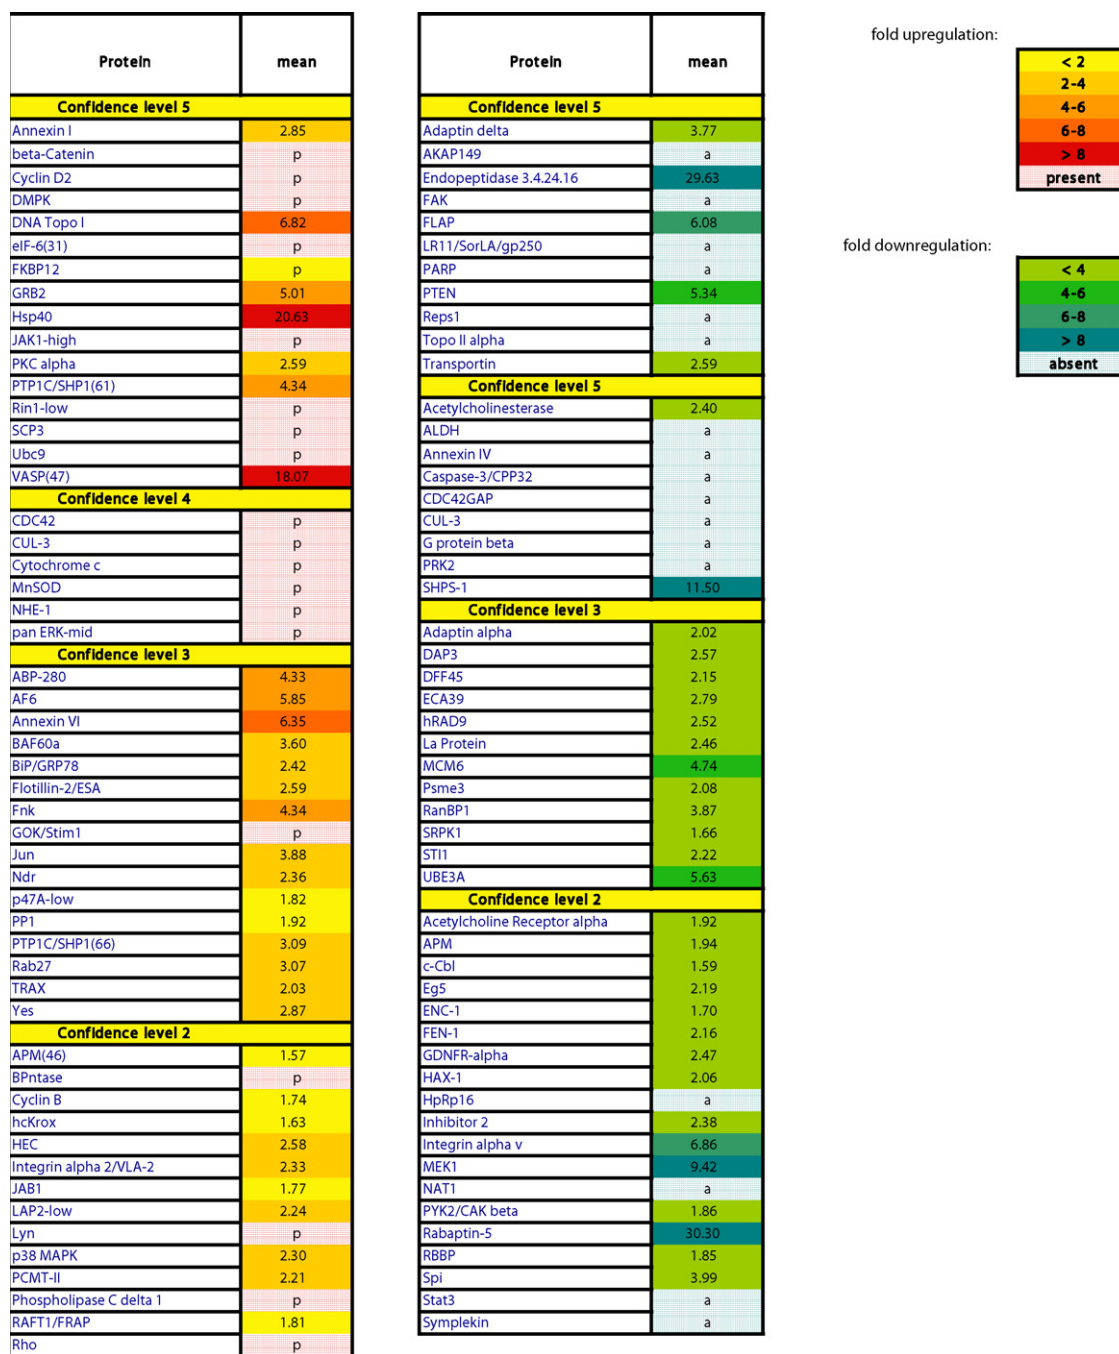 Protein mean
Confidence level 5
Annexin I 2.85
beta-Catenin p
Cyclin D2 p
DMPK p
DNA Topo I 6.82
eIF-6(31) p
FKBP12 p
GRB2 5.01
Hsp40 20.63
JAK1-high p
PKC alpha 2.59
PTP1C/SHP1(61) 4.34
Rin1-low p
SCP3 p
Ubc9 p
VASP(47) 18.07
Confidence level 4
CDC42 p
CUL-3 p
Cytochrome c p
MnSOD p
NHE-1 p
pan ERK-mid p
Confidence level 3
ABP-280 4.33
AF6 5.85
Annexin VI 6.35
BAF60a 3.60
BiP/GRP78 2.42
Flotillin-2/ESA 2.59
Fnk 4.34
GOK/Stim1 p
Jun 3.88
Ndr 2.36
p47A-low 1.82
PP1 1.92
PTP1C/SHP1(66) 3.09
Rab27 3.07
TRAX 2.03
Yes 2.87
Confidence level 2
APM(46) 1.57
BPntase p
Cyclin B 1.74
hcKrox 1.63
HEC 2.58
Integrin alpha 2/VLA-2 2.33
JAB1 1.77
LAP2-low 2.24
Lyn p
p38 MAPK 2.30
PCMT-II 2.21
Phospholipase C delta 1 p
RAFT1/FRAP 1.81
Rho p
Protein mean
Confidence level 5
Adaptin delta 3.77
AKAP149 a
Endopeptidase 3.4.24.16 29.63
FAK a
FLAP 6.08
LR11/SorLA/gp250 a
PARP a
PTEN 5.34
Reps1 a
Topo II alpha a
Transportin 2.59
Confidence level 5
Acetylcholinesterase 2.40
ALDH a
Annexin IV a
Caspase-3/CPP32 a
CDC42GAP a
CUL-3 a
G protein beta a
PRK2 a
SHPS-1 11.50
Confidence level 3
Adaptin alpha 2.02
DAP3 2.57
DFF45 2.15
ECA39 2.79
hRAD9 2.52
La Protein 2.46
MCM6 4.74
Psme3 2.08
RanBP1 3.87
SRPK1 1.66
STI1 2.22
UBE3A 5.63
Confidence level 2
Acetylcholine Receptor alpha 1.92
APM 1.94
c-Cbl 1.59
Eg5 2.19
ENC-1 1.70
FEN-1 2.16
GDNFR-alpha 2.47
HAX-1 2.06
HpRp16 a
Inhibitor 2 2.38
Integrin alpha v 6.86
MEK1 9.42
NAT1 a
PYK2/CAK beta 1.86
Rabaptin-5 30.30
RBBP 1.85
Spi 3.99
Stat3 a
Symplekin a
fold upregulation:
< 2
2-4
4-6
6-8
> 8
present
fold downregulation:
< 4
4-6
6-8
> 8
absent